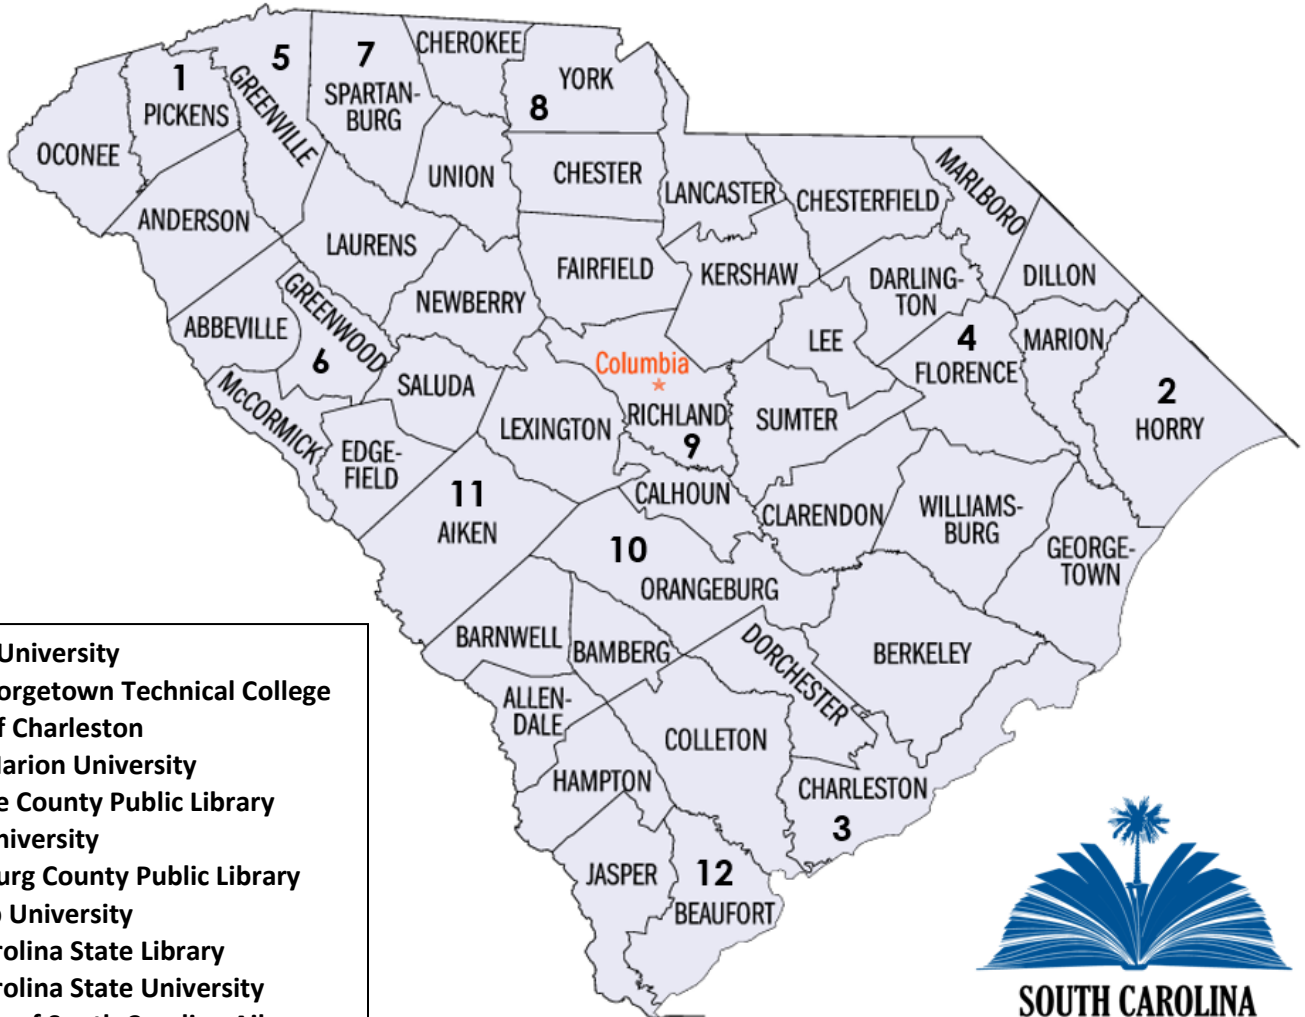 5
7
CHEROKEE
1
8
YORK
PICKENS
GREENVILLE
SPARTAN-
BURG
OCONEE
UNION
CHESTER
LANCASTER
CHESTERFIELD
MARLBORO
ANDERSON
LAURENS
FAIRFIELD
KERSHAW
DARLING-
TON
DILLON
NEWBERRY
GREENWOOD
ABBEVILLE
6
LEE
4
FLORENCE
MARION
Columbia
SALUDA
McCORMICK
2
HORRY
LEXINGTON
RICHLAND
9
SUMTER
EDGE-
FIELD
11
AIKEN
CALHOUN
CLARENDON
WILLIAMS-
BURG
10
ORANGEBURG
GEORGE-
TOWN
BARNWELL
BAMBERG
DORCHESTER
BERKELEY
ALLEN-
DALE
COLLETON
HAMPTON
CHARLESTON
3
JASPER
12
BEAUFORT
University
orgetown Technical College
f Charleston
Marion University
e County Public Library
niversity
urg County Public Library
University
rolina State Library
rolina State University
SOUTH CAROLINA